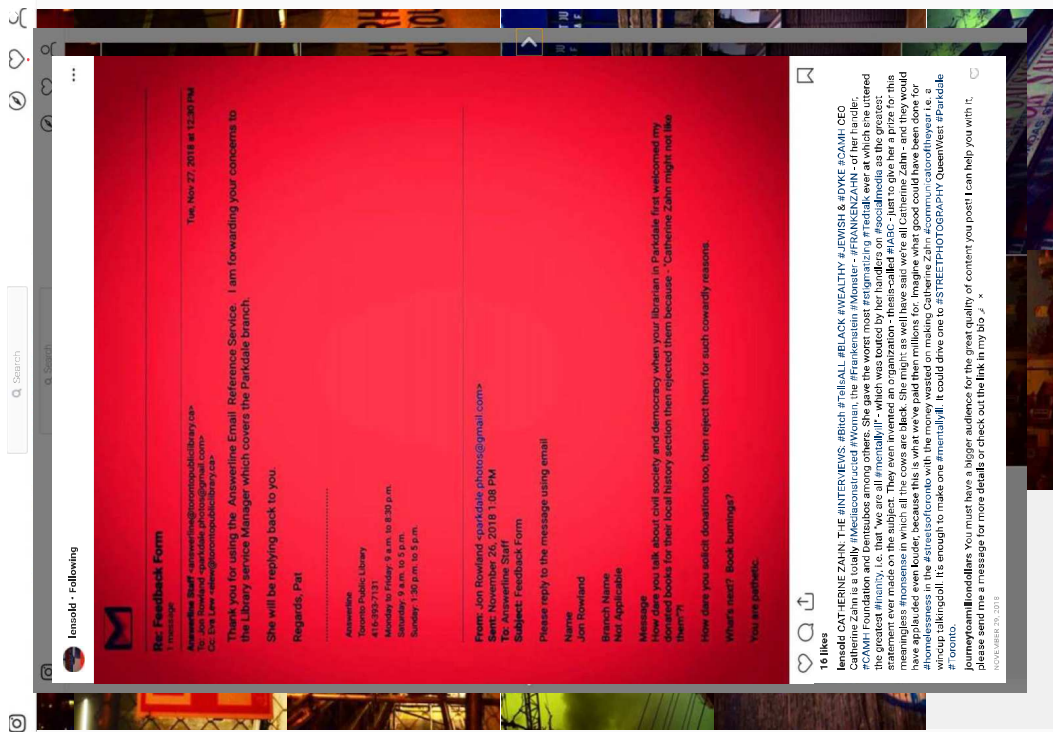 Search
Search
lensold • Following
•••
Re: Feedback Form
1 message
Answerline Staff <answerline@torontopubliclibrary.ca>
Tue, Nov 27, 2018 at 12:30 PM
To: Jon Rowland <parkdale.photos@gmail.com>
Cc: Eva Lew <elew@torontopubliclibrary.ca>
Thank you for using the Answerline Email Reference Service. I am forwarding your concerns to
the Library service Manager which covers the Parkdale branch.
She will be replying back to you.
Regards, Pat
Answerline
Toronto Public Library
416-393-7131
Monday to Friday: 9 a.m. to 8:30 p.m.
Saturday: 9 a.m. to 5 p.m.
Sunday: 1:30 p.m. to 5 p.m.
From: Jon Rowland <parkdale.photos@gmail.com>
Sent: November 26, 2018 1:08 PM
To: Answerline Staff
Subject: Feedback Form
Please reply to the message using email
Name
Jon Rowland
Branch Name
Not Applicable
Message
How dare you talk about civil society and democracy when your librarian in Parkdale first welcomed my
donated books for their local history section then rejected them because - "Catherine Zahn might not like
them"?!
How dare you solicit donations too, then reject them for such cowardly reasons.
What's next? Book burnings?
You are pathetic.
16 likes
lensold CATHERINE ZAHN: THE #INTERVIEWS: #Bitch #TellsALL #BLACK #WEALTHY #JEWISH & #DYKE #CAMH CEO
Catherine Zahn is a totally #Mediaconstructed #Woman, the #Frankenstein #Monster - #FRANKENZAHN - of her handler,
#CAMH Foundation and Dentsubos among others. She gave the worst most #stigmatizing #Tedtalk ever at which she uttered
the greatest #Inanity, i.e. that "we are all #mentallyill" - which was touted by her handlers on #socialmedia as the greatest
statement ever made on the subject. They even invented an organization - thesis-called #IABC - just to give her a prize for this
meaningless #nonsense in which all the cows are black. She might as well have said we're all Catherine Zahn - and they would
have applauded even louder, because this is what we've paid them millions for. Imagine what good could have been done for
#homelessness in the #streetsoftoronto with the money wasted on making Catherine Zahn #communicatoroftheyear i.e. a
windup talkingdoll. It's enough to make one #mentallyill. It could drive one to #STREETPHOTOGRAPHY QueenWest #Parkdale
#Toronto.
journeytoamilliondollars You must have a bigger audience for the great quality of content you post! I can help you with it,
please send me a message for more details or check out the link in my bio
NOVEMBER 29, 2018